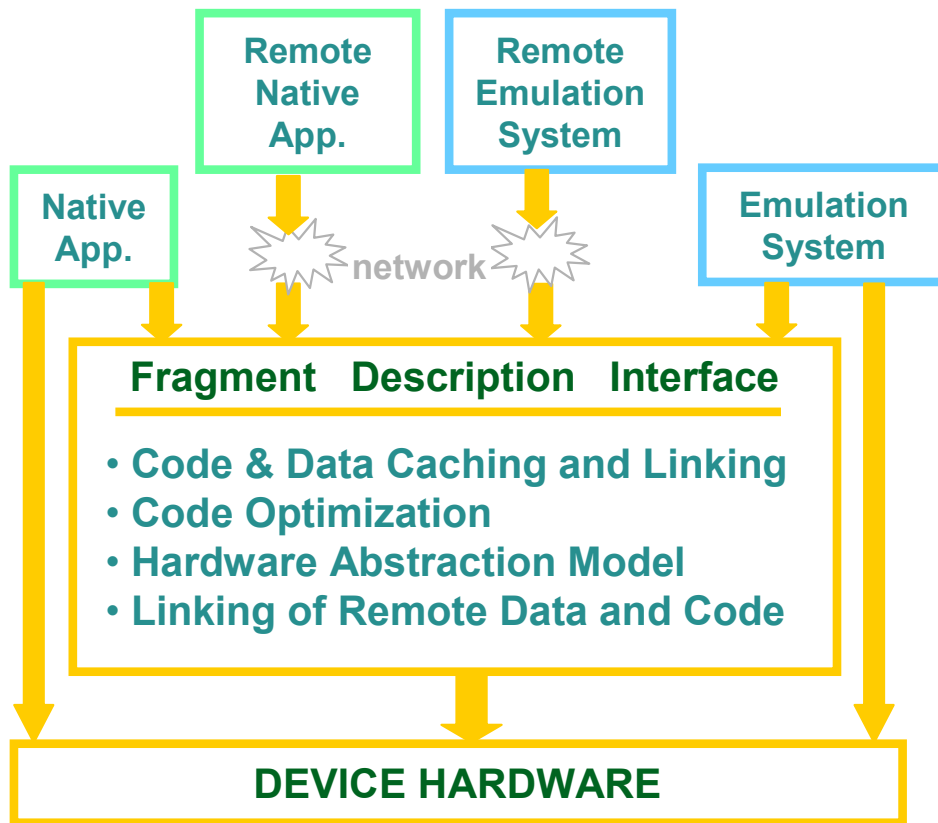 Remote
Native
App.
Remote
Emulation
System
Native
App.
Emulation
System
network
Fragment Description Interface
• Code & Data Caching and Linking
• Code Optimization
• Hardware Abstraction Model
• Linking of Remote Data and Code
DEVICE HARDWARE